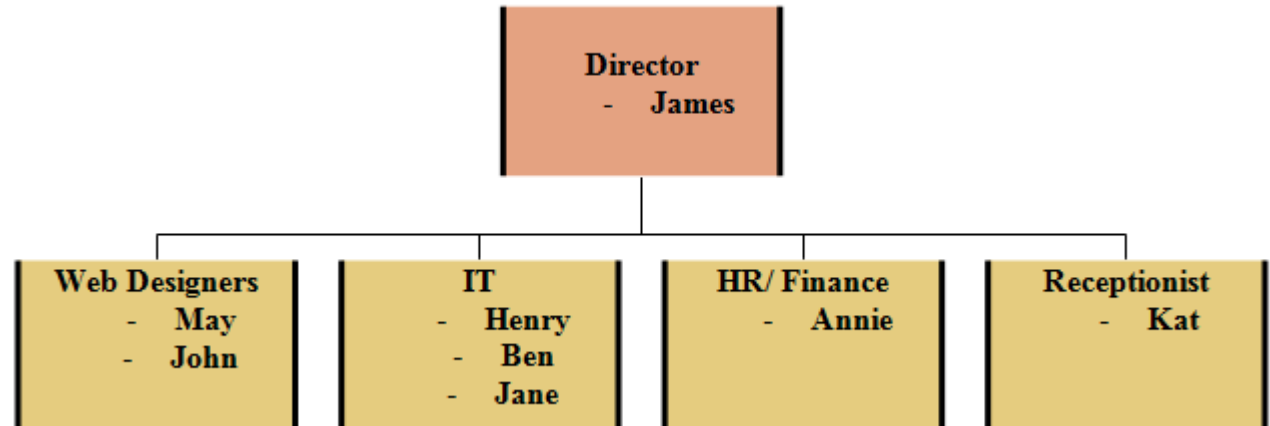 Director
- James
Web Designers
- May
- John
IT
- Henry
- Ben
- Jane
HR/ Finance
- Annie
Receptionist
- Kat